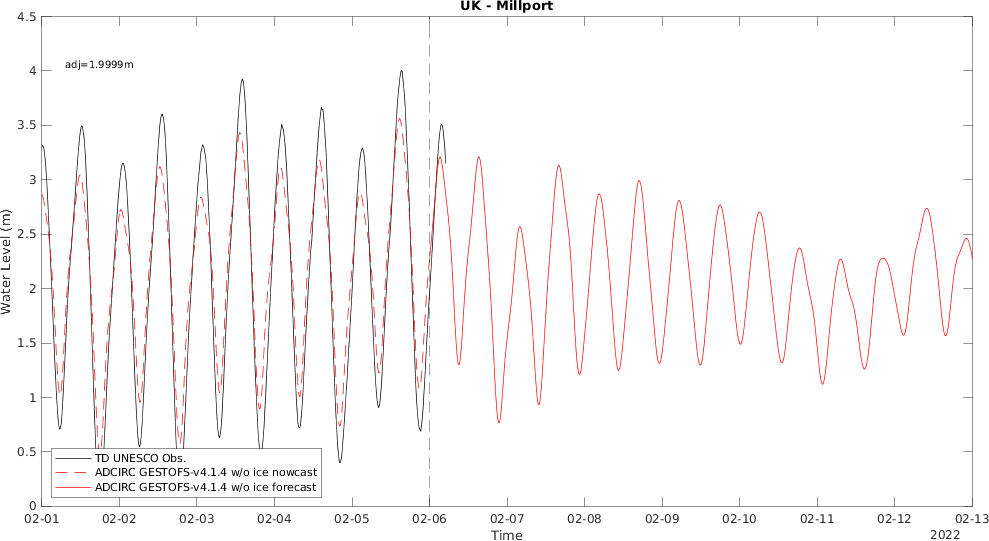 UK - Millport
4.5
4
3.5
3
2.5
2
1.5
1
0.5
0
Water Level (m)
adj=1.9999m
TD UNESCO Obs.
ADCIRC GESTOFS-v4.1.4 w/o ice nowcast
ADCIRC GESTOFS-v4.1.4 w/o ice forecast
02-01 02-02 02-03 02-04 02-05 02-06 02-07 02-08 02-09 02-10 02-11 02-12 02-13
Time
2022